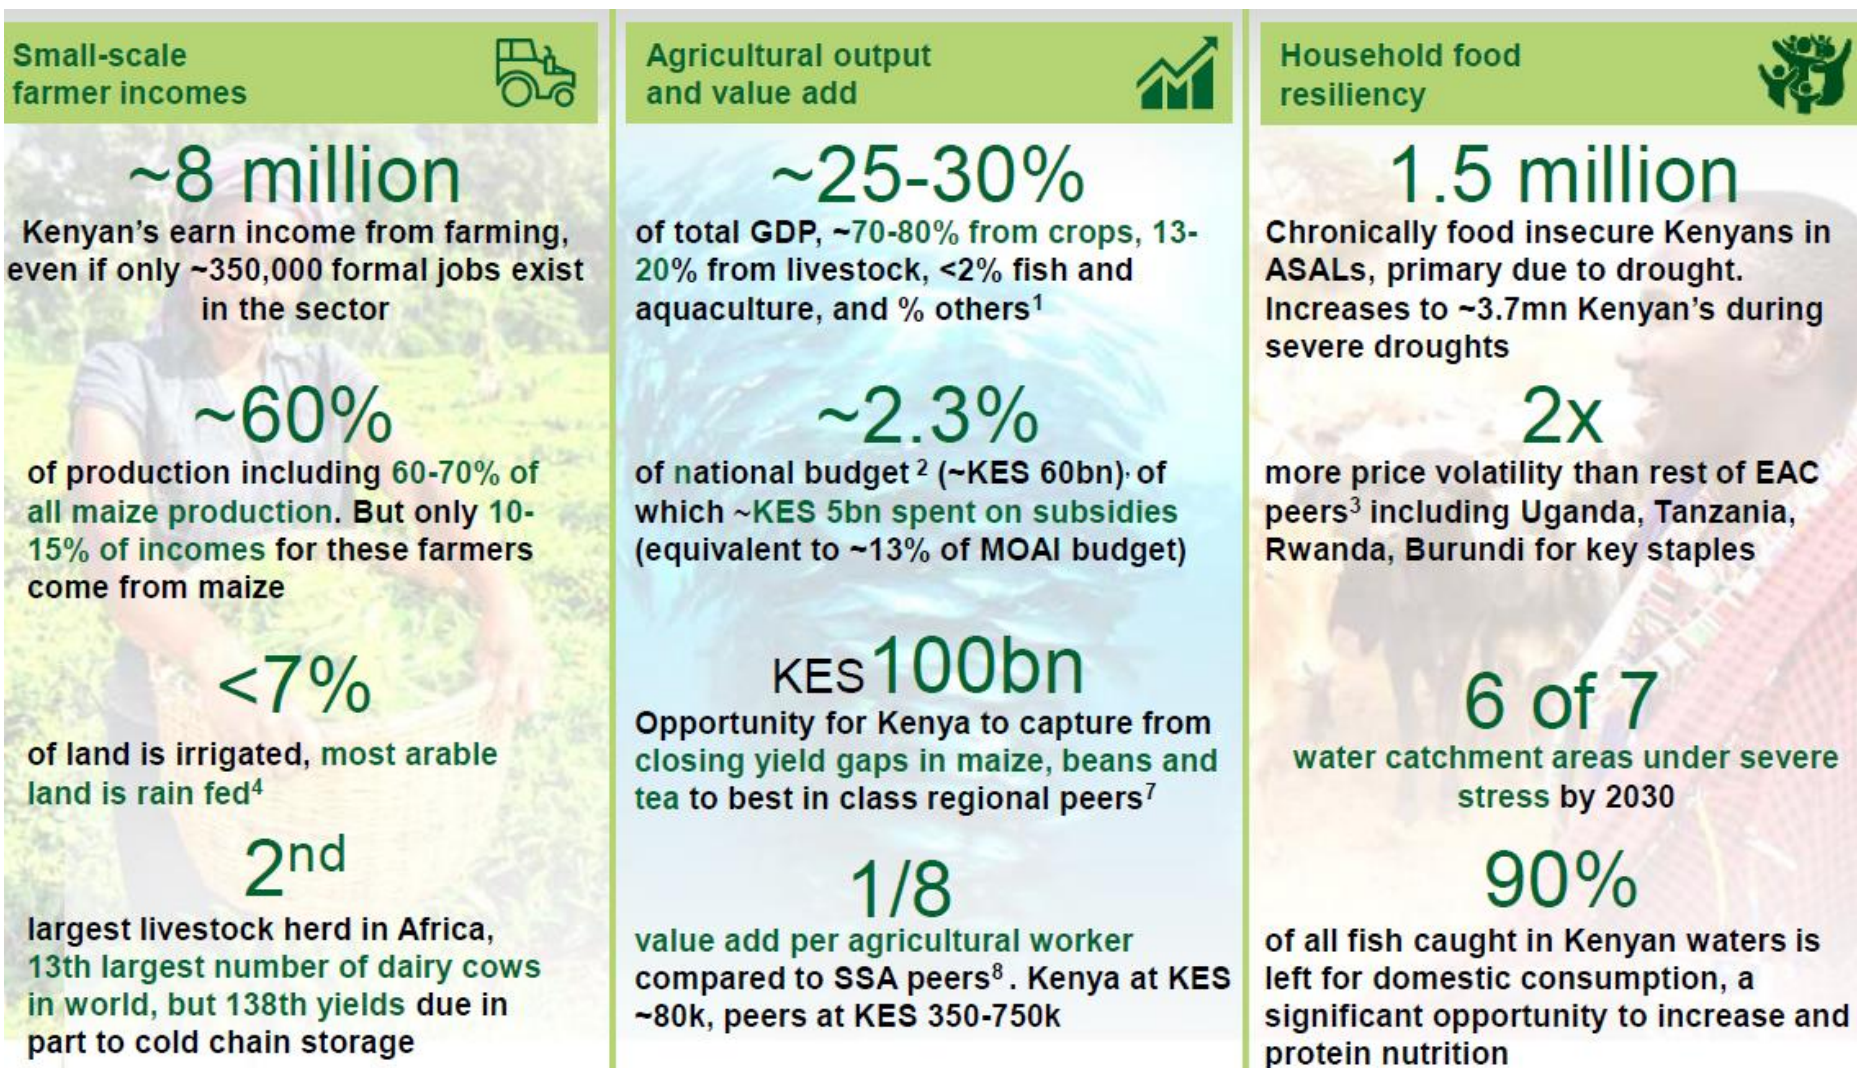 Small-scale
farmer incomes
~8 million
Kenyan's earn income from farming,
even if only ~350,000 formal jobs exist
in the sector
~60%
of production including 60-70% of
all maize production. But only 10-
15% of incomes for these farmers
come from maize
<7%
of land is irrigated, most arable
land is rain fed⁴
2nd
largest livestock herd in Africa,
13th largest number of dairy cows
in world, but 138th yields due in
part to cold chain storage
Agricultural output
and value add
~25-30%
of total GDP, ~70-80% from crops, 13-
20% from livestock, <2% fish and
aquaculture, and % others¹
~2.3%
of national budget ² (~KES 60bn). of
which ~KES 5bn spent on subsidies
(equivalent to ~13% of MOAI budget)
KES 100bn
Opportunity for Kenya to capture from
closing yield gaps in maize, beans and
tea to best in class regional peers⁷
1/8
value add per agricultural worker
compared to SSA peers⁸ . Kenya at KES
~80k, peers at KES 350-750k
Household food
resiliency
1.5 million
Chronically food insecure Kenyans in
ASALs, primary due to drought.
Increases to ~3.7mn Kenyan's during
severe droughts
2x
more price volatility than rest of EAC
peers³ including Uganda, Tanzania,
Rwanda, Burundi for key staples
6 of 7
water catchment areas under severe
stress by 2030
90%
of all fish caught in Kenyan waters is
left for domestic consumption, a
significant opportunity to increase and
protein nutrition